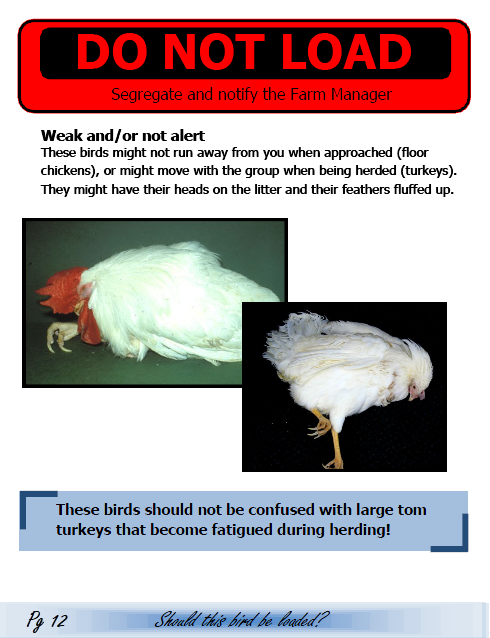 DO NOT LOAD
Segregate and notify the Farm Manager
Weak and/or not alert
These birds might not run away from you when approached (floor
chickens), or might move with the group when being herded (turkeys).
They might have their heads on the litter and their feathers fluffed up.
These birds should not be confused with large tom
turkeys that become fatigued during herding!
Pg 12 Should this bird be loaded?